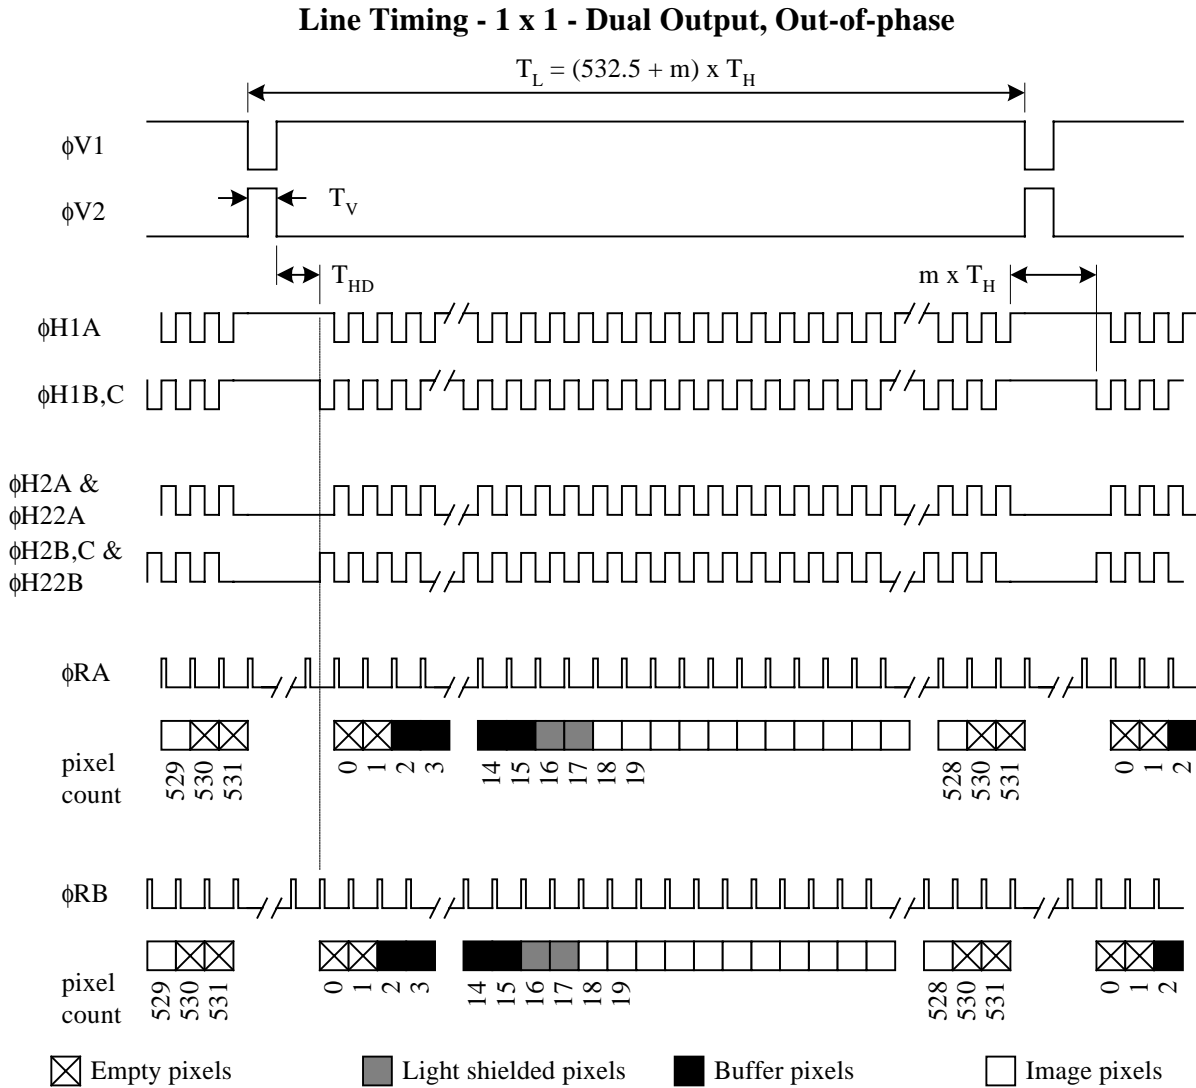 Line Timing - 1 x 1 - Dual Output, Out-of-phase
T_L = (532.5 + m) x T_H
ϕV1
ϕV2
T_V
T_HD
m x T_H
ϕH1A
ϕH1B,C
ϕH2A &
ϕH22A
ϕH2B,C &
ϕH22B
ϕRA
pixel
count
529 530 531 0 1 2 3 14 15 16 17 18 19 528 530 531 0 1 2
ϕRB
pixel
count
529 530 531 0 1 2 3 14 15 16 17 18 19 528 530 531 0 1 2
Empty pixels Light shielded pixels Buffer pixels Image pixels